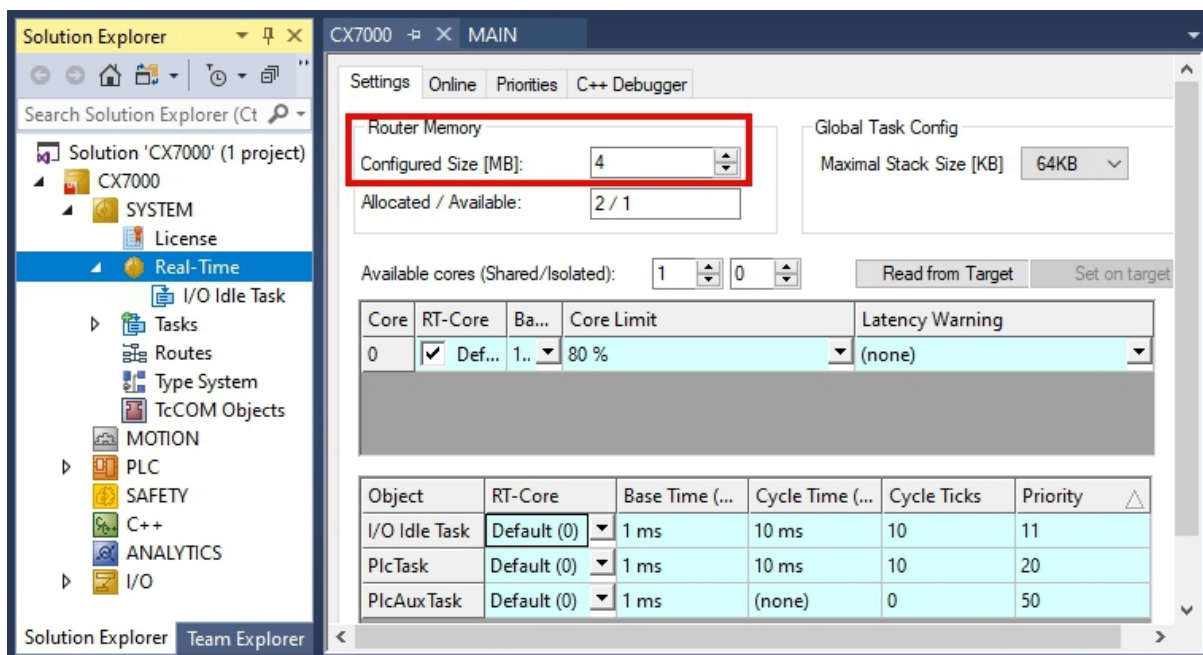 Solution Explorer
Search Solution Explorer (Ct
Solution 'CX7000' (1 project)
CX7000
SYSTEM
License
Real-Time
I/O Idle Task
Tasks
Routes
Type System
TcCOM Objects
MOTION
PLC
SAFETY
C++
ANALYTICS
I/O
Solution Explorer Team Explorer
CX7000 MAIN
Settings Online Priorities C++ Debugger
Router Memory
Configured Size [MB]: 4
Allocated / Available: 2 / 1
Global Task Config
Maximal Stack Size [KB] 64KB
Available cores (Shared/Isolated): 1 0 Read from Target Set on target
Core RT-Core Ba... Core Limit Latency Warning
0 Def... 1.. 80 % (none)
Object RT-Core Base Time (... Cycle Time (... Cycle Ticks Priority
I/O Idle Task Default (0) 1 ms 10 ms 10 11
PlcTask Default (0) 1 ms 10 ms 10 20
PlcAuxTask Default (0) 1 ms (none) 0 50